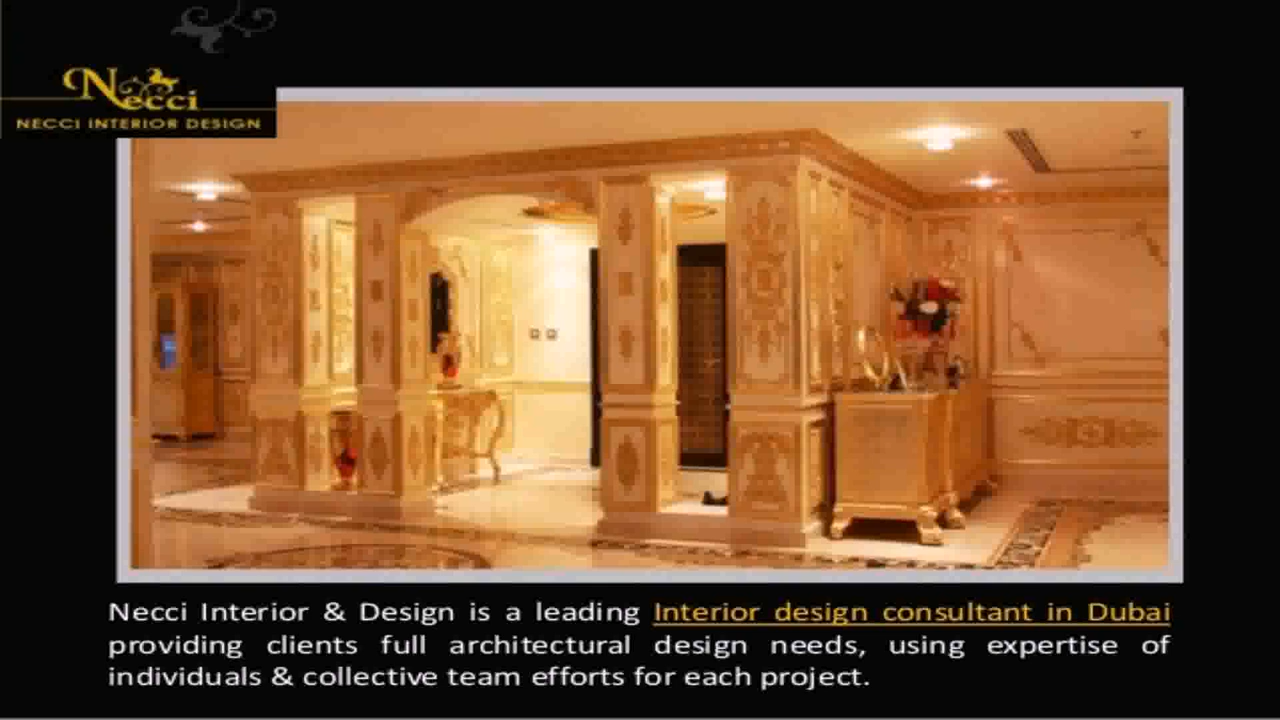 Necci
NECCI INTERIOR DESIGN
Necci Interior & Design is a leading Interior design consultant in Dubai
providing clients full architectural design needs, using expertise of
individuals & collective team efforts for each project.